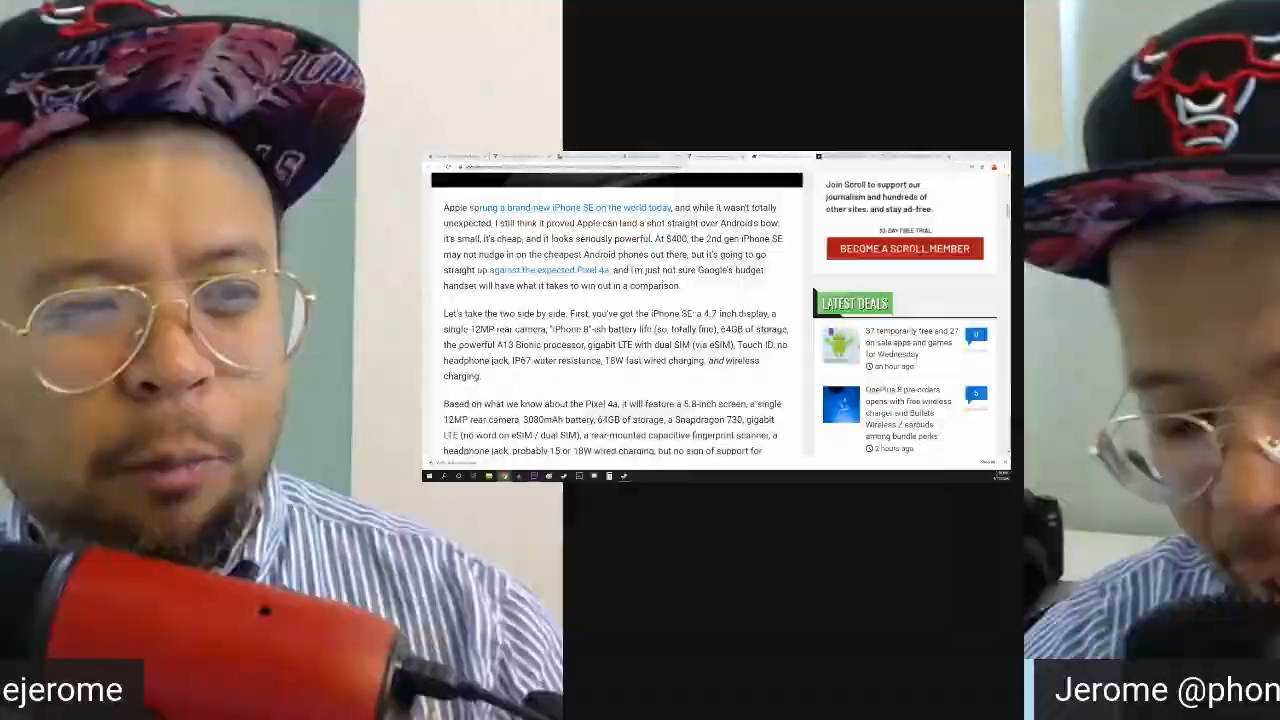 Apple sprung a brand-new iPhone SE on the world today, and while it wasn't totally
unexpected, I still think it proved Apple can land a shot straight over Android's bow:
it's small, it's cheap, and it looks seriously powerful. At $400, the 2nd gen iPhone SE
may not nudge in on the cheapest Android phones out there, but it's going to go
straight up against the expected Pixel 4a, and I'm just not sure Google's budget
handset will have what it takes to win out in a comparison.
Let's take the two side by side. First, you've got the iPhone SE: a 4.7 inch display, a
single 12MP rear camera, "iPhone 8"-ish battery life (so, totally fine), 64GB of storage,
the powerful A13 Bionic processor, gigabit LTE with dual SIM (via eSIM), Touch ID, no
headphone jack, IP67 water resistance, 18W fast wired charging, and wireless
charging.
Based on what we know about the Pixel 4a, it will feature a 5.8-inch screen, a single
12MP rear camera, 3080mAh battery, 64GB of storage, a Snapdragon 730, gigabit
LTE (no word on eSIM / dual SIM), a rear-mounted capacitive fingerprint scanner, a
headphone jack, probably 15 or 18W wired charging, but no sign of support for
Join Scroll to support our
journalism and hundreds of
other sites, and stay ad-free.
30-DAY FREE TRIAL
BECOME A SCROLL MEMBER
LATEST DEALS
37 temporarily free and 27
on sale apps and games
for Wednesday
an hour ago
0
OnePlus 8 pre-orders
opens with free wireless
charger and Bullets
Wireless Z earbuds
among bundle perks
2 hours ago
5
ejerome
Jerome @phon